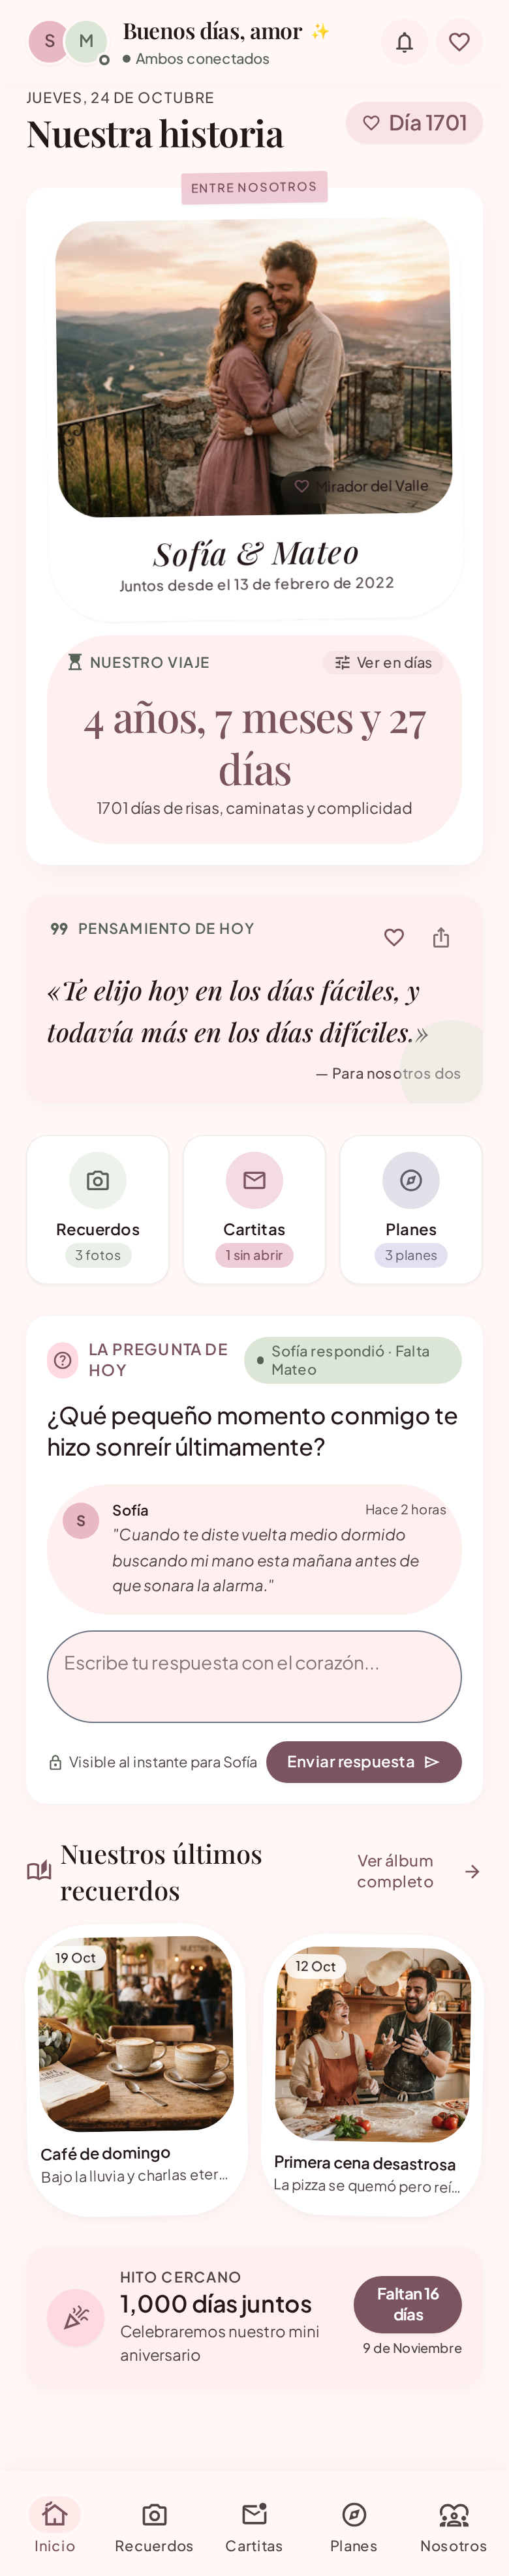 S M
Buenos días, amor ✨
Ambos conectados
JUEVES, 24 DE OCTUBRE
Nuestra historia
Día 1701
ENTRE NOSOTROS
Mirador del Valle
Sofía & Mateo
Juntos desde el 13 de febrero de 2022
NUESTRO VIAJE
Ver en días
4 años, 7 meses y 27
días
1701 días de risas, caminatas y complicidad
PENSAMIENTO DE HOY
«Te elijo hoy en los días fáciles, y
todavía más en los días difíciles.»
— Para nosotros dos
Recuerdos
3 fotos
Cartitas
1 sin abrir
Planes
3 planes
LA PREGUNTA DE
HOY
Sofía respondió · Falta
Mateo
¿Qué pequeño momento conmigo te
hizo sonreír últimamente?
S
Sofía
Hace 2 horas
"Cuando te diste vuelta medio dormido
buscando mi mano esta mañana antes de
que sonara la alarma."
Escribe tu respuesta con el corazón...
Visible al instante para Sofía
Enviar respuesta
Nuestros últimos
recuerdos
Ver álbum
completo
19 Oct
Café de domingo
Bajo la lluvia y charlas eter...
12 Oct
Primera cena desastrosa
La pizza se quemó pero reí...
HITO CERCANO
1,000 días juntos
Celebraremos nuestro mini
aniversario
Faltan 16
días
9 de Noviembre
Inicio
Recuerdos
Cartitas
Planes
Nosotros